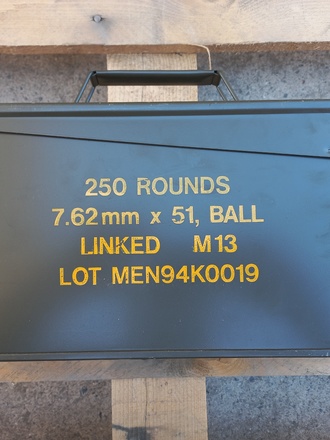 250 ROUNDS
7.62mm x 51, BALL
LINKED M13
LOT MEN94K0019